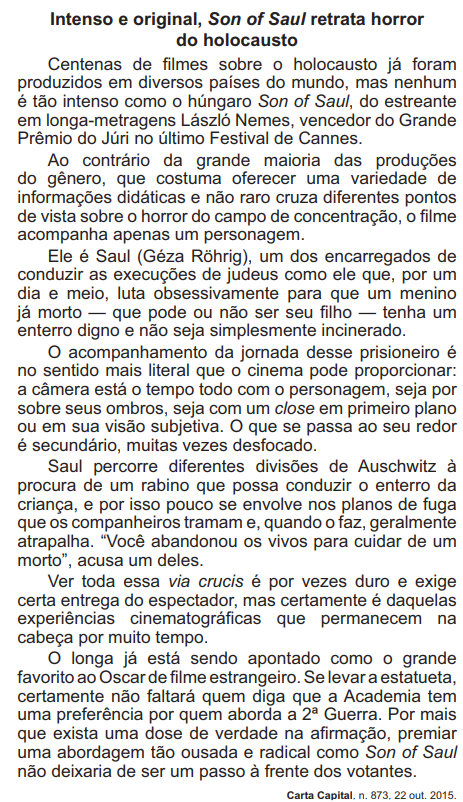 Intenso e original, Son of Saul retrata horror
do holocausto
Centenas de filmes sobre o holocausto já foram
produzidos em diversos países do mundo, mas nenhum
é tão intenso como o húngaro Son of Saul, do estreante
em longa-metragens László Nemes, vencedor do Grande
Prêmio do Júri no último Festival de Cannes.
Ao contrário da grande maioria das produções
do gênero, que costuma oferecer uma variedade de
informações didáticas e não raro cruza diferentes pontos
de vista sobre o horror do campo de concentração, o filme
acompanha apenas um personagem.
Ele é Saul (Géza Röhrig), um dos encarregados de
conduzir as execuções de judeus como ele que, por um
dia e meio, luta obsessivamente para que um menino
já morto — que pode ou não ser seu filho — tenha um
enterro digno e não seja simplesmente incinerado.
O acompanhamento da jornada desse prisioneiro é
no sentido mais literal que o cinema pode proporcionar:
a câmera está o tempo todo com o personagem, seja por
sobre seus ombros, seja com um close em primeiro plano
ou em sua visão subjetiva. O que se passa ao seu redor
é secundário, muitas vezes desfocado.
Saul percorre diferentes divisões de Auschwitz à
procura de um rabino que possa conduzir o enterro da
criança, e por isso pouco se envolve nos planos de fuga
que os companheiros tramam e, quando o faz, geralmente
atrapalha. “Você abandonou os vivos para cuidar de um
morto”, acusa um deles.
Ver toda essa via crucis é por vezes duro e exige
certa entrega do espectador, mas certamente é daquelas
experiências cinematográficas que permanecem na
cabeça por muito tempo.
O longa já está sendo apontado como o grande
favorito ao Oscar de filme estrangeiro. Se levar a estatueta,
certamente não faltará quem diga que a Academia tem
uma preferência por quem aborda a 2ª Guerra. Por mais
que exista uma dose de verdade na afirmação, premiar
uma abordagem tão ousada e radical como Son of Saul
não deixaria de ser um passo à frente dos votantes.
Carta Capital, n. 873, 22 out. 2015.